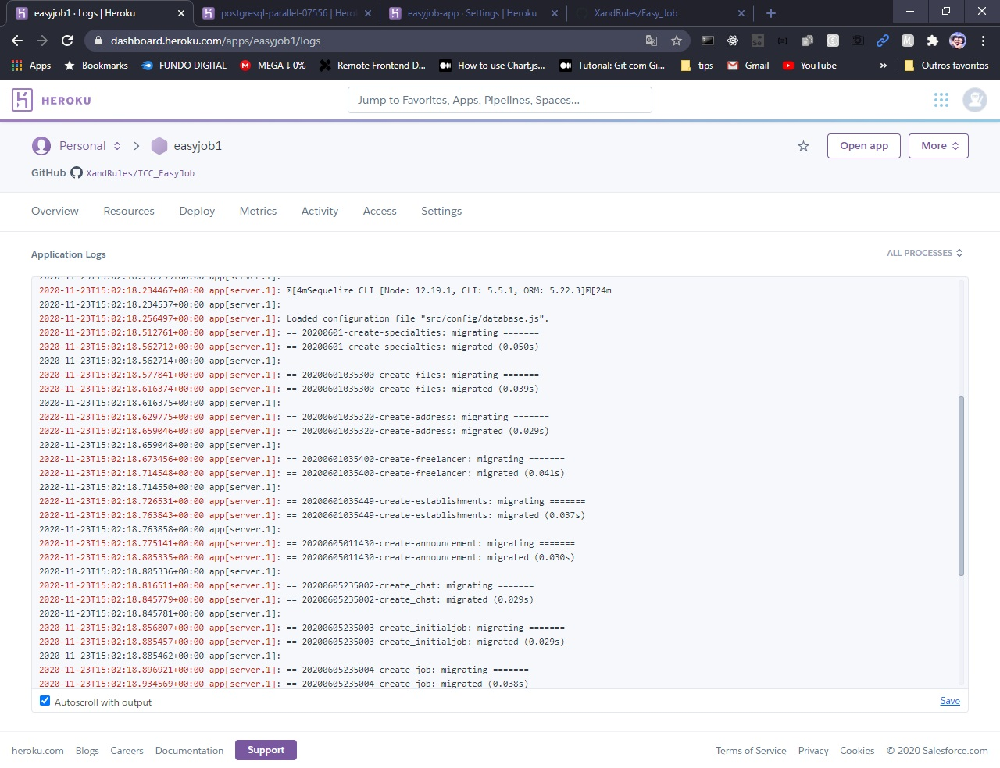 easyjob1 · Logs | Heroku
postgresql-parallel-07556 | Hero
easyjob-app · Settings | Heroku
XandRules/Easy_Job
dashboard.heroku.com/apps/easyjob1/logs
Apps
Bookmarks
FUNDO DIGITAL
MEGA ↓ 0%
Remote Frontend D...
How to use Chart.js...
Tutorial: Git com Gi...
tips
Gmail
YouTube
»
Outros favoritos
HEROKU
Jump to Favorites, Apps, Pipelines, Spaces...
Personal
easyjob1
Open app
More
GitHub XandRules/TCC_EasyJob
Overview
Resources
Deploy
Metrics
Activity
Access
Settings
Application Logs
ALL PROCESSES
2020-11-23T15:02:18.232795+00:00 app[server.1]:
2020-11-23T15:02:18.234467+00:00 app[server.1]: [4mSequelize CLI [Node: 12.19.1, CLI: 5.5.1, ORM: 5.22.3][24m
2020-11-23T15:02:18.234537+00:00 app[server.1]:
2020-11-23T15:02:18.256497+00:00 app[server.1]: Loaded configuration file "src/config/database.js".
2020-11-23T15:02:18.512761+00:00 app[server.1]: == 20200601-create-specialties: migrating =======
2020-11-23T15:02:18.562712+00:00 app[server.1]: == 20200601-create-specialties: migrated (0.050s)
2020-11-23T15:02:18.562714+00:00 app[server.1]:
2020-11-23T15:02:18.577841+00:00 app[server.1]: == 20200601035300-create-files: migrating =======
2020-11-23T15:02:18.616374+00:00 app[server.1]: == 20200601035300-create-files: migrated (0.039s)
2020-11-23T15:02:18.616375+00:00 app[server.1]:
2020-11-23T15:02:18.629775+00:00 app[server.1]: == 20200601035320-create-address: migrating =======
2020-11-23T15:02:18.659046+00:00 app[server.1]: == 20200601035320-create-address: migrated (0.029s)
2020-11-23T15:02:18.659048+00:00 app[server.1]:
2020-11-23T15:02:18.673456+00:00 app[server.1]: == 20200601035400-create-freelancer: migrating =======
2020-11-23T15:02:18.714548+00:00 app[server.1]: == 20200601035400-create-freelancer: migrated (0.041s)
2020-11-23T15:02:18.714550+00:00 app[server.1]:
2020-11-23T15:02:18.726531+00:00 app[server.1]: == 20200601035449-create-establishments: migrating =======
2020-11-23T15:02:18.763843+00:00 app[server.1]: == 20200601035449-create-establishments: migrated (0.037s)
2020-11-23T15:02:18.763858+00:00 app[server.1]:
2020-11-23T15:02:18.775141+00:00 app[server.1]: == 20200605011430-create-announcement: migrating =======
2020-11-23T15:02:18.805335+00:00 app[server.1]: == 20200605011430-create-announcement: migrated (0.030s)
2020-11-23T15:02:18.805336+00:00 app[server.1]:
2020-11-23T15:02:18.816511+00:00 app[server.1]: == 20200605235002-create_chat: migrating =======
2020-11-23T15:02:18.845779+00:00 app[server.1]: == 20200605235002-create_chat: migrated (0.029s)
2020-11-23T15:02:18.845781+00:00 app[server.1]:
2020-11-23T15:02:18.856807+00:00 app[server.1]: == 20200605235003-create_initialjob: migrating =======
2020-11-23T15:02:18.885457+00:00 app[server.1]: == 20200605235003-create_initialjob: migrated (0.029s)
2020-11-23T15:02:18.885462+00:00 app[server.1]:
2020-11-23T15:02:18.896921+00:00 app[server.1]: == 20200605235004-create_job: migrating =======
2020-11-23T15:02:18.934569+00:00 app[server.1]: == 20200605235004-create_job: migrated (0.038s)
Autoscroll with output
Save
heroku.com
Blogs
Careers
Documentation
Support
Terms of Service
Privacy
Cookies
© 2020 Salesforce.com